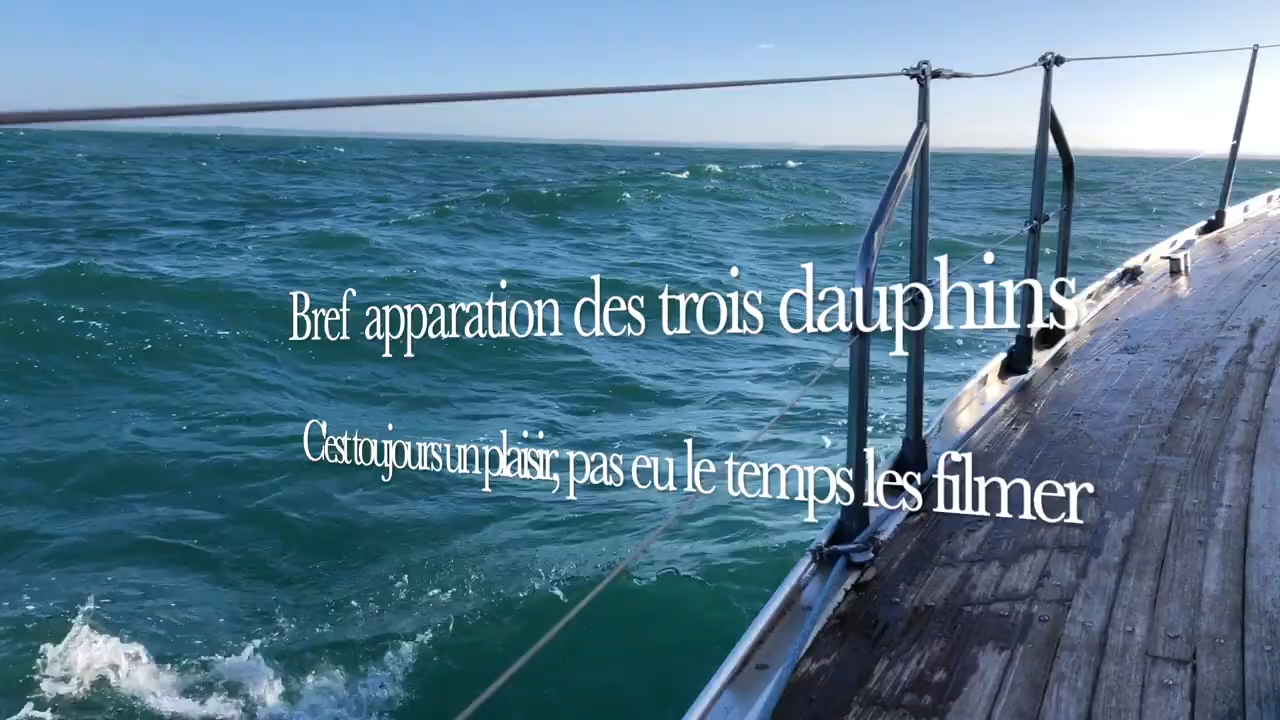 Bref apparation des trois dauphins
C'est toujours un plaisir, pas eu le temps les filmer